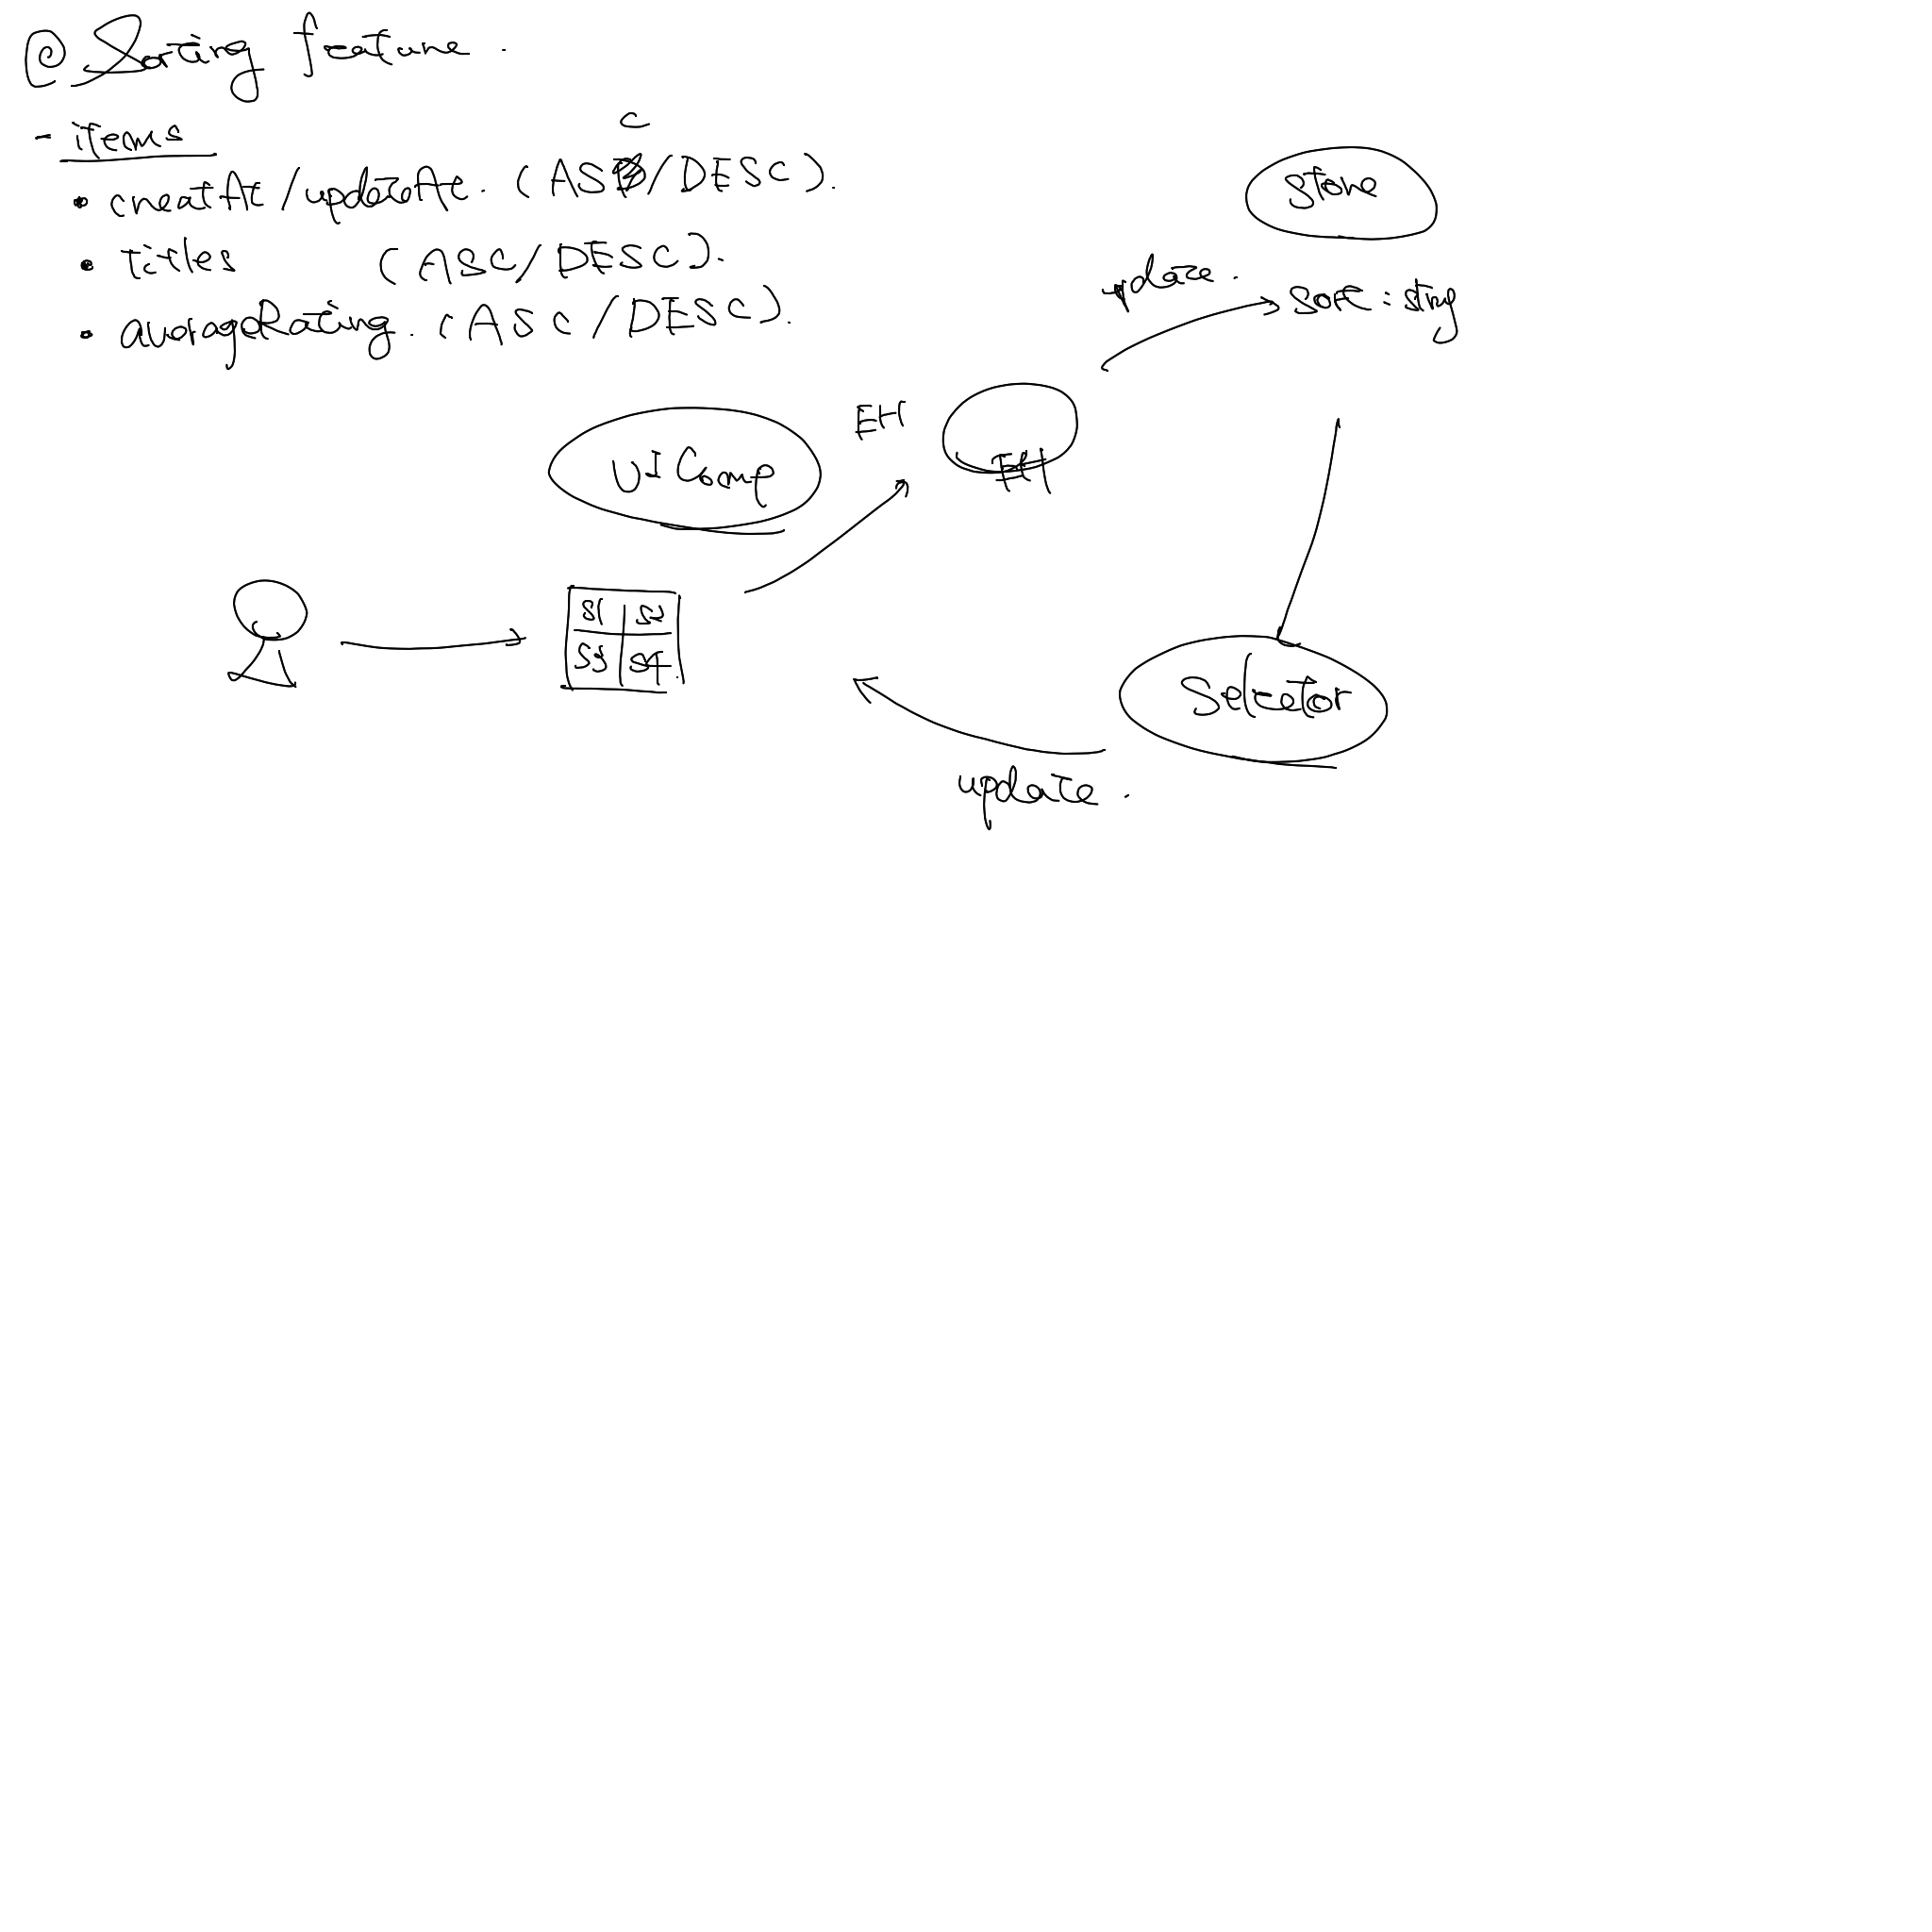 @ Sorting feature.
- items
• creatAt / updateAt. (ASC/DESC).
• titles (ASC/DESC).
• averageRating. (ASC/DESC).
Store
update.
Sort : string
EH
UI Comp
EH
S1 S2
S3 S4
Selector
update.